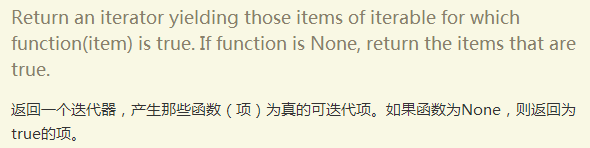 Return an iterator yielding those items of iterable for which
function(item) is true. If function is None, return the items that are
true.
返回一个迭代器，产生那些函数（项）为真的可迭代项。如果函数为None，则返回为
true的项。